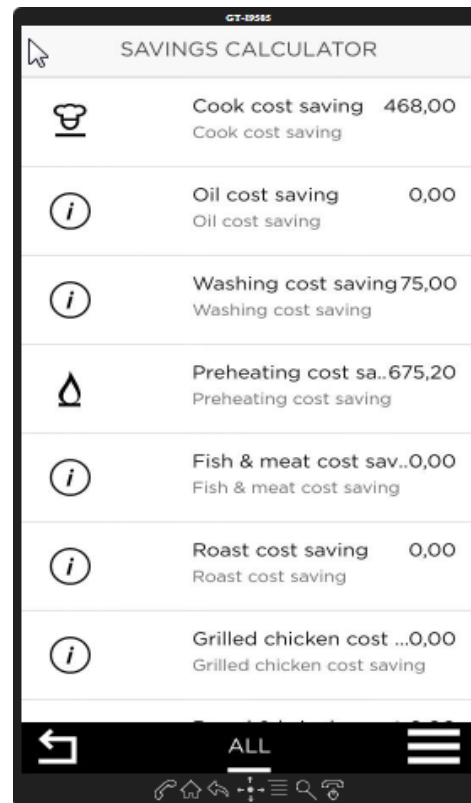 GT-I9505
SAVINGS CALCULATOR
Cook cost saving 468,00
Cook cost saving
i
Oil cost saving 0,00
Oil cost saving
i
Washing cost saving 75,00
Washing cost saving
Preheating cost sa.. 675,20
Preheating cost saving
i
Fish & meat cost sav.. 0,00
Fish & meat cost saving
i
Roast cost saving 0,00
Roast cost saving
i
Grilled chicken cost ... 0,00
Grilled chicken cost saving
ALL